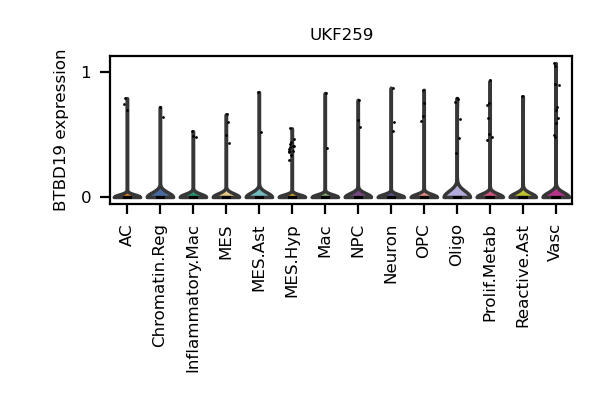 UKF259
BTBD19 expression
1
0
AC
Chromatin.Reg
Inflammatory.Mac
MES
MES.Ast
MES.Hyp
Mac
NPC
Neuron
OPC
Oligo
Prolif.Metab
Reactive.Ast
Vasc